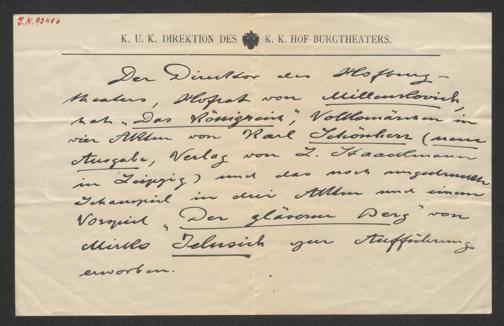 J.N. 93406
K. U. K. DIREKTION DES K. K. HOF-BURGTHEATERS.
Der Direktor des Hofburg-
theaters, Hofrat von Millenkovich,
hat „Das Königreich", Volksmärchen in
vier Akten von Karl Schönherr (neue
Ausgabe, Verlag von L. Staackmann
in Leipzig) und das noch ungedruckte
Schauspiel in drei Akten und einem
Vorspiel „Der gläserne Berg" von
Mirko Jelusich zur Aufführung
erworben.